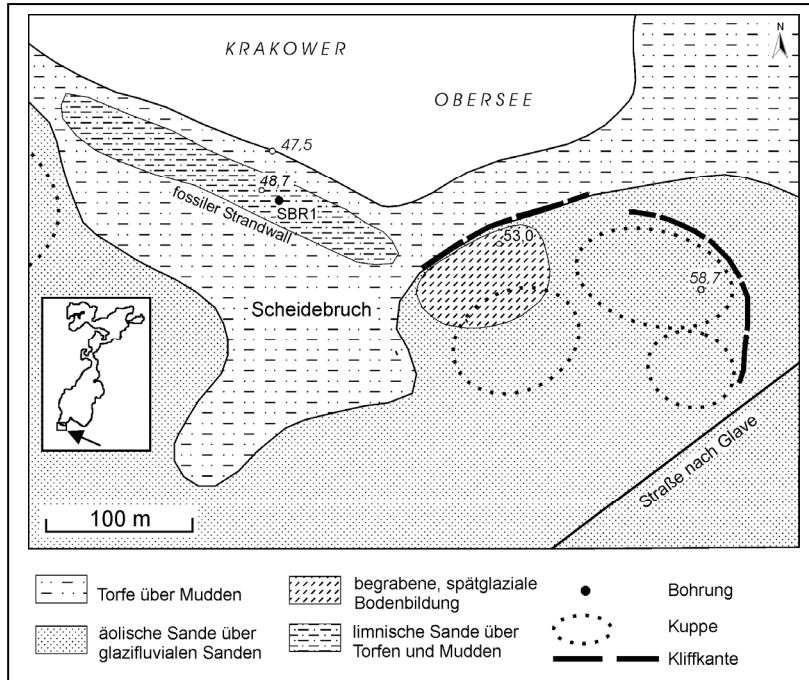 N
KRAKOWER
OBERSEE
47,5
48,7
SBR1
fossiler Strandwall
53,0
58,7
Scheidebruch
Straße nach Glave
100 m
Torfe über Mudden
äolische Sande über
glazifluvialen Sanden
begrabene, spätglaziale
Bodenbildung
limnische Sande über
Torfen und Mudden
Bohrung
Kuppe
Kliffkante